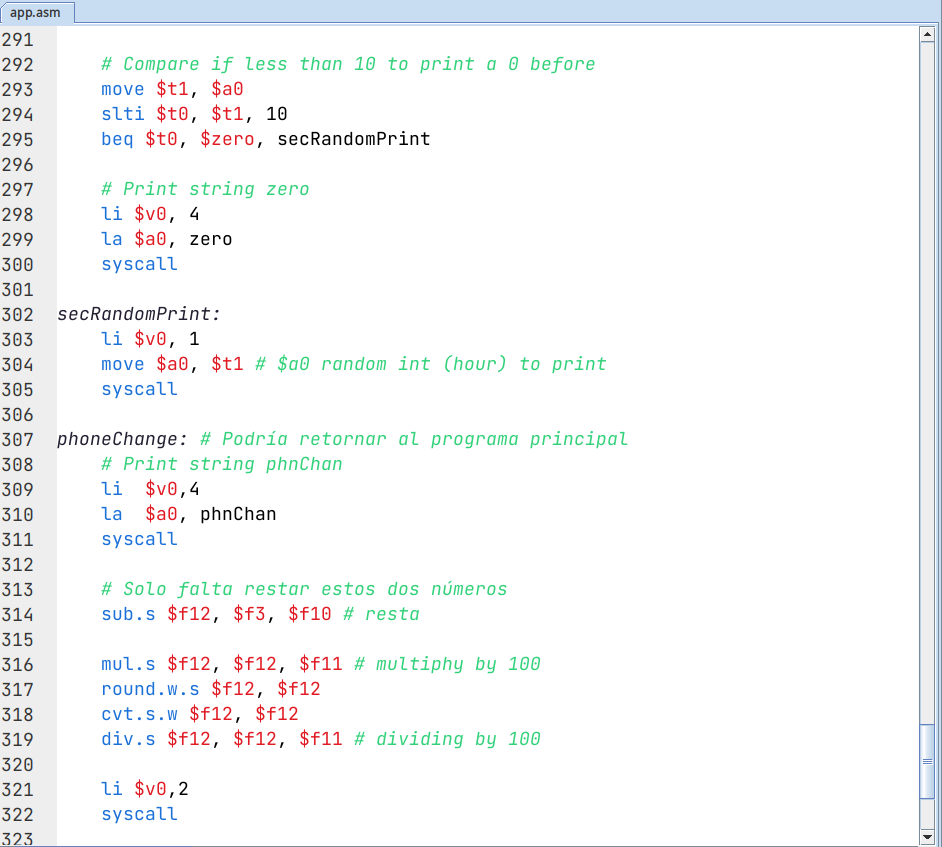 app.asm
291
292 # Compare if less than 10 to print a 0 before
293 move $t1, $a0
294 slti $t0, $t1, 10
295 beq $t0, $zero, secRandomPrint
296
297 # Print string zero
298 li $v0, 4
299 la $a0, zero
300 syscall
301
302 secRandomPrint:
303 li $v0, 1
304 move $a0, $t1 # $a0 random int (hour) to print
305 syscall
306
307 phoneChange: # Podría retornar al programa principal
308 # Print string phnChan
309 li  $v0,4
310 la  $a0, phnChan
311 syscall
312
313 # Solo falta restar estos dos números
314 sub.s $f12, $f3, $f10 # resta
315
316 mul.s $f12, $f12, $f11 # multiphy by 100
317 round.w.s $f12, $f12
318 cvt.s.w $f12, $f12
319 div.s $f12, $f12, $f11 # dividing by 100
320
321 li $v0,2
322 syscall
323